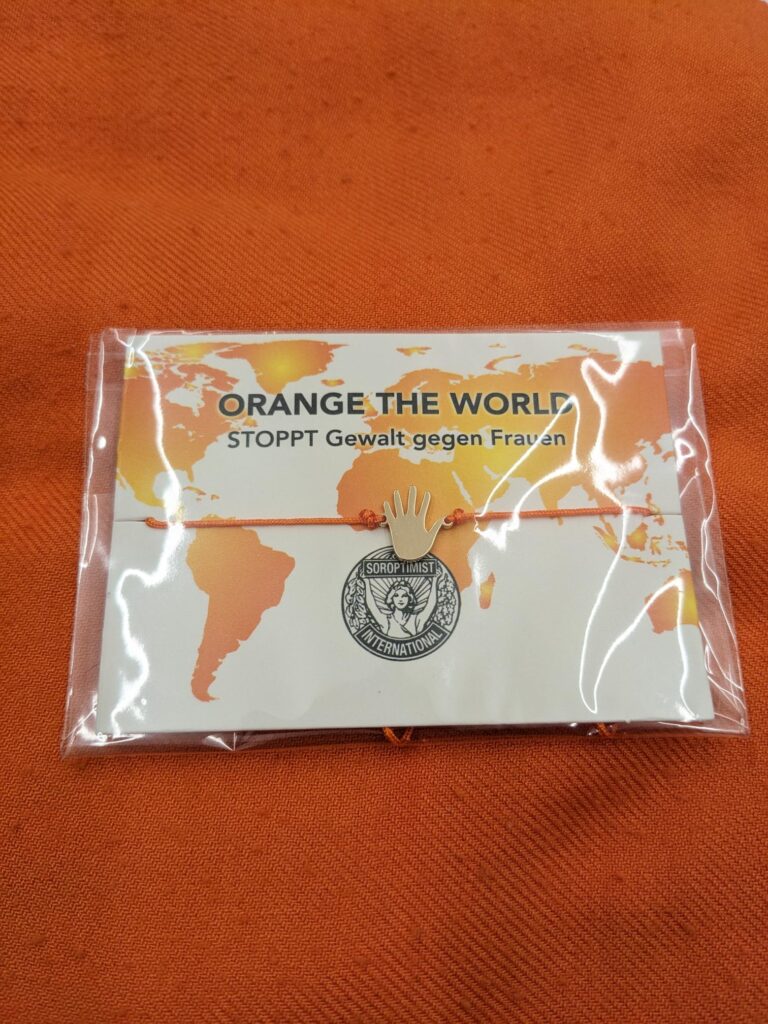 ORANGE THE WORLD
STOPPT Gewalt gegen Frauen
SOROPTIMIST
INTERNATIONAL